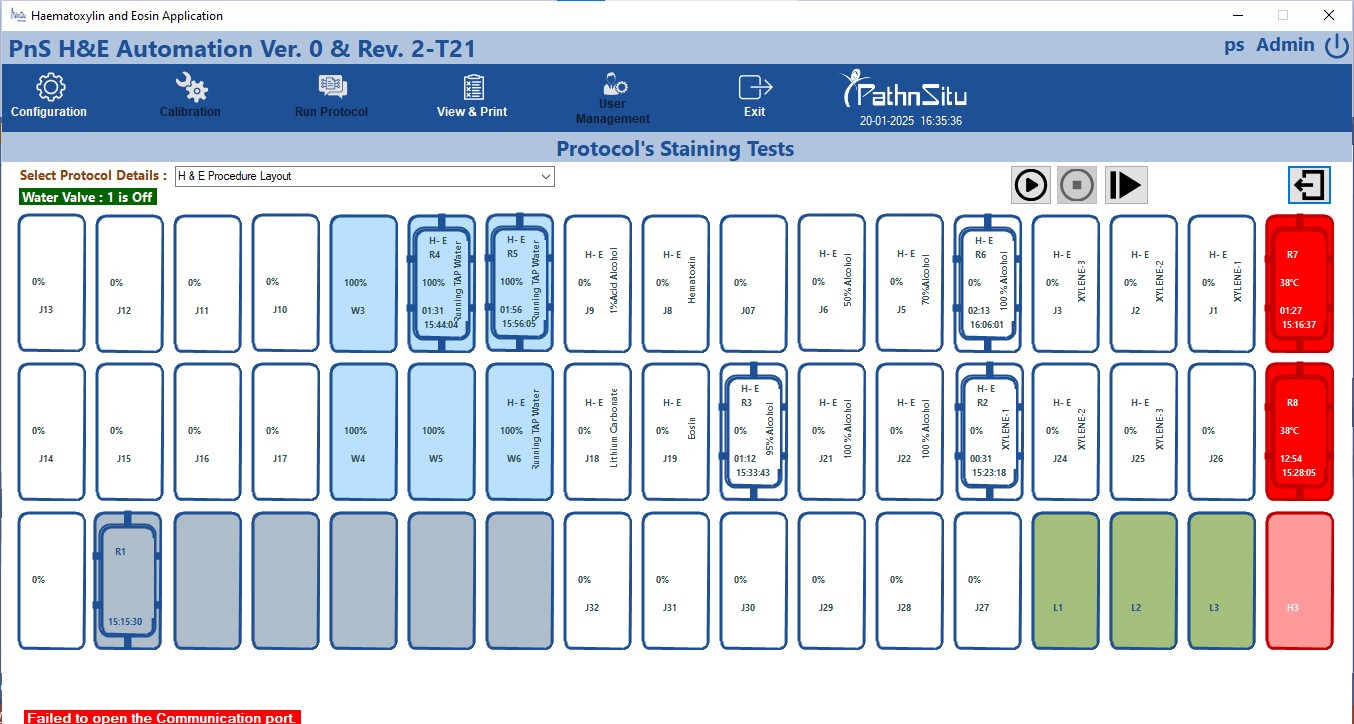 Haematoxylin and Eosin Application
PnS H&E Automation Ver. 0 & Rev. 2-T21
ps Admin
Configuration
Calibration
Run Protocol
View & Print
User
Management
Exit
PathnSitu
20-01-2025 16:35:36
Protocol's Staining Tests
Select Protocol Details :
H & E Procedure Layout
Water Valve : 1 is Off
0%
J13
0%
J12
0%
J11
0%
J10
100%
W3
H- E
R4
100%
01:31
15:44:04
Running TAP Water
H- E
R5
100%
01:56
15:56:05
Running TAP Water
H- E
0%
J9
1%Acid Alcohol
H- E
0%
J8
Hematoxin
0%
J07
H- E
0%
J6
50% Alcohol
H- E
0%
J5
70%Alcohol
H- E
R6
0%
02:13
16:06:01
100 % Alcohol
H- E
0%
J3
XYLENE-3
H- E
0%
J2
XYLENE-2
H- E
0%
J1
XYLENE-1
R7
38°C
01:27
15:16:37
0%
J14
0%
J15
0%
J16
0%
J17
100%
W4
100%
W5
H- E
100%
W6
Running TAP Water
H- E
0%
J18
Lithium Carbonate
H- E
0%
J19
Eosin
H- E
R3
0%
01:12
15:33:43
95% Alcohol
H- E
0%
J21
100 % Alcohol
H- E
0%
J22
100 % Alcohol
H- E
R2
0%
00:31
15:23:18
XYLENE-1
H- E
0%
J24
XYLENE-2
H- E
0%
J25
XYLENE-3
0%
J26
R8
38°C
12:54
15:28:05
0%
R1
15:15:30
0%
J32
0%
J31
0%
J30
0%
J29
0%
J28
0%
J27
L1
L2
L3
H3
Failed to open the Communication port.